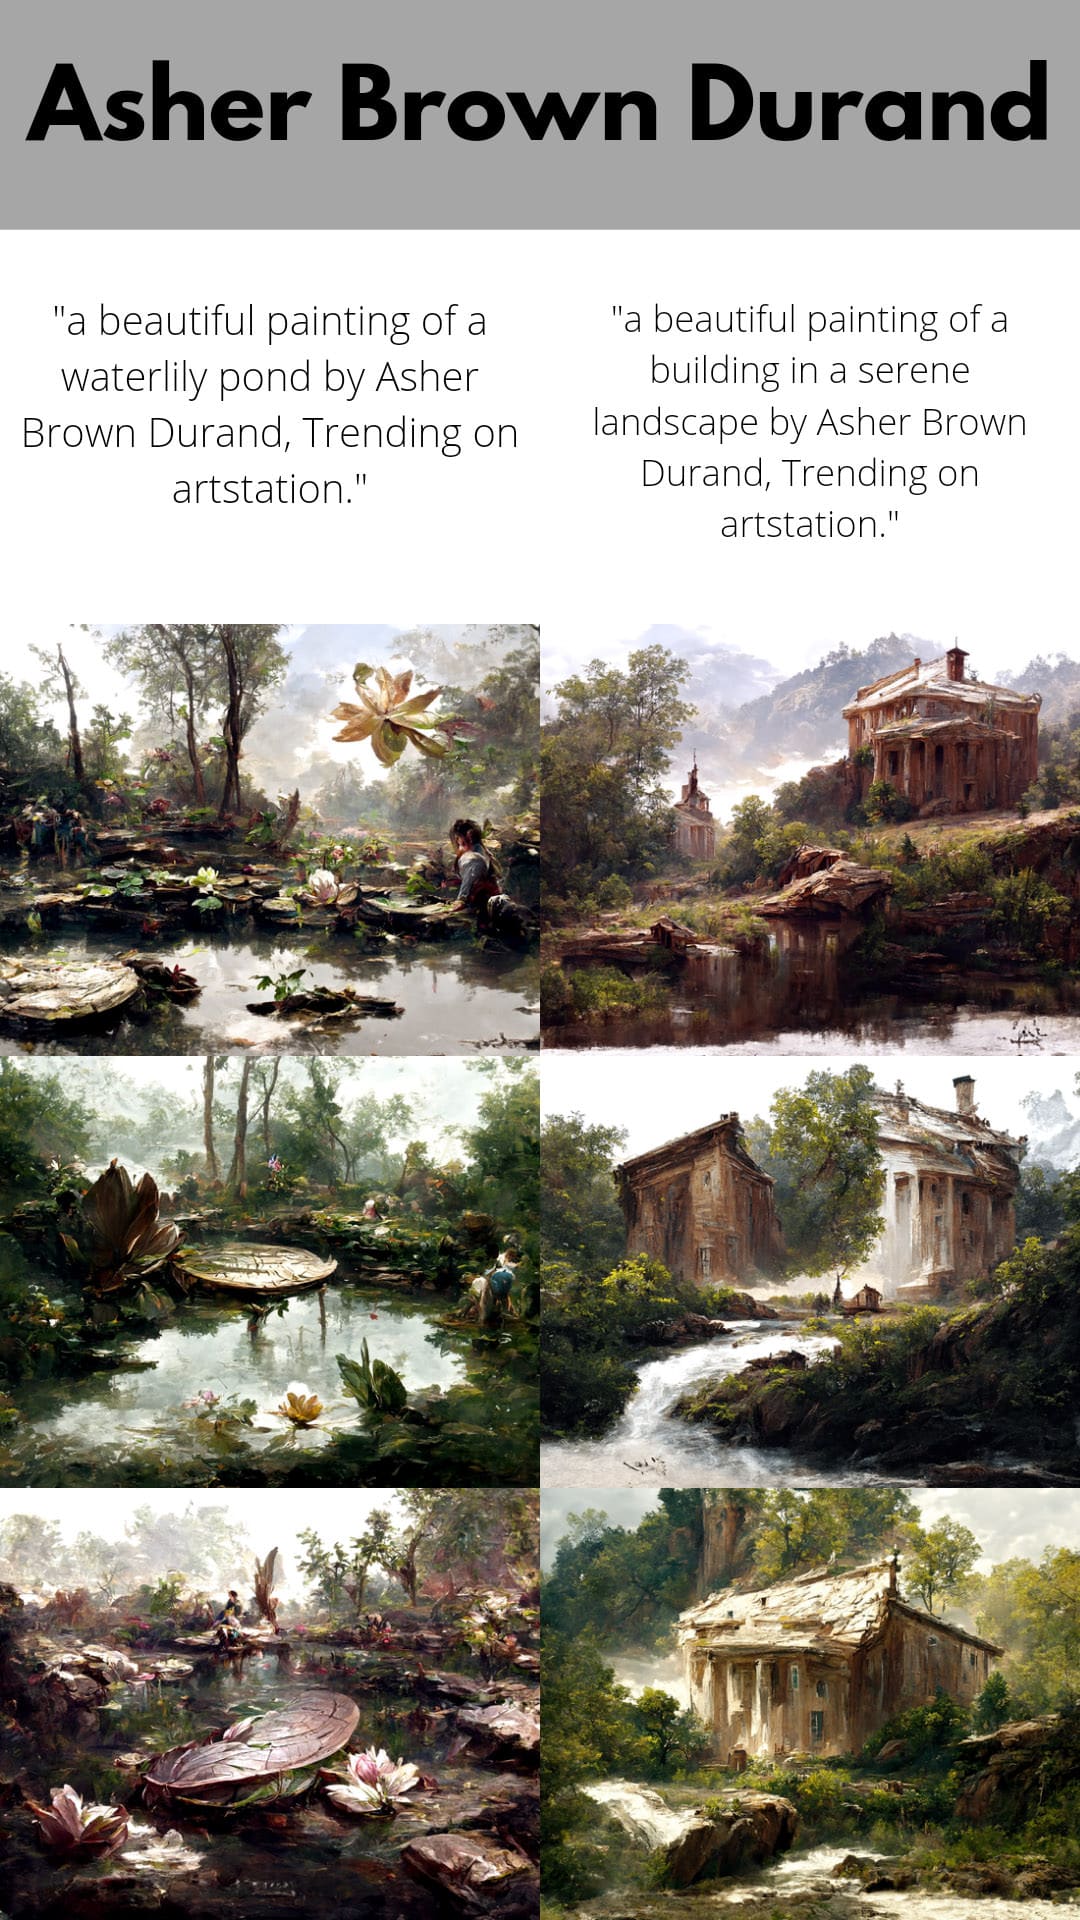 Asher Brown Durand
"a beautiful painting of a
waterlily pond by Asher
Brown Durand, Trending on
artstation."
"a beautiful painting of a
building in a serene
landscape by Asher Brown
Durand, Trending on
artstation."